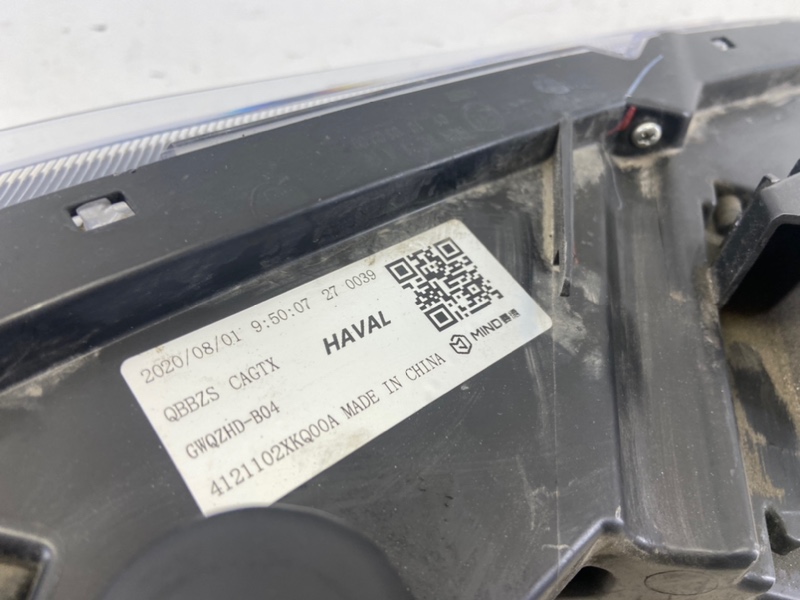 2020/08/01 9:50:07 27 0039
QBBZS CAGTX
HAVAL
GWQZHD-B04
MIND
4121102XKQ00A MADE IN CHINA